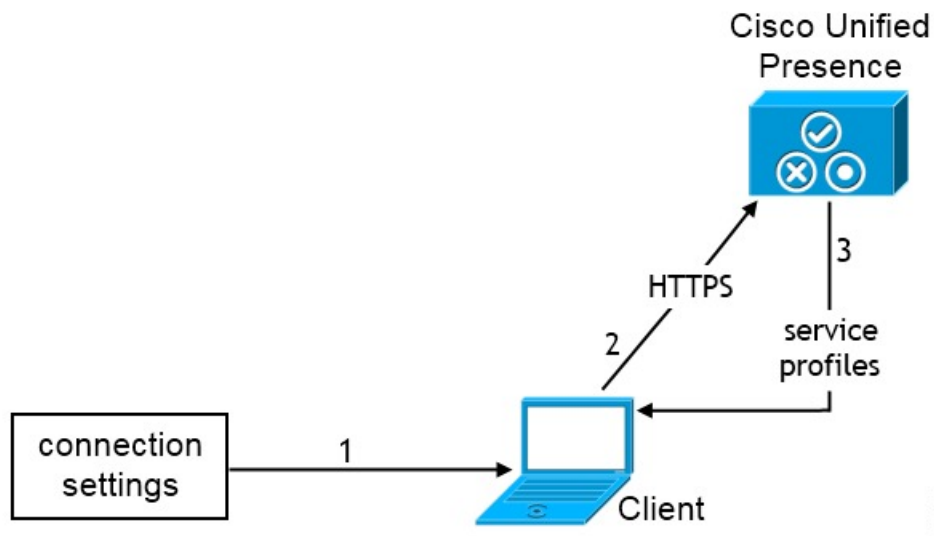 Cisco Unified
Presence
3
HTTPS
2
service
profiles
connection
settings
1
Client